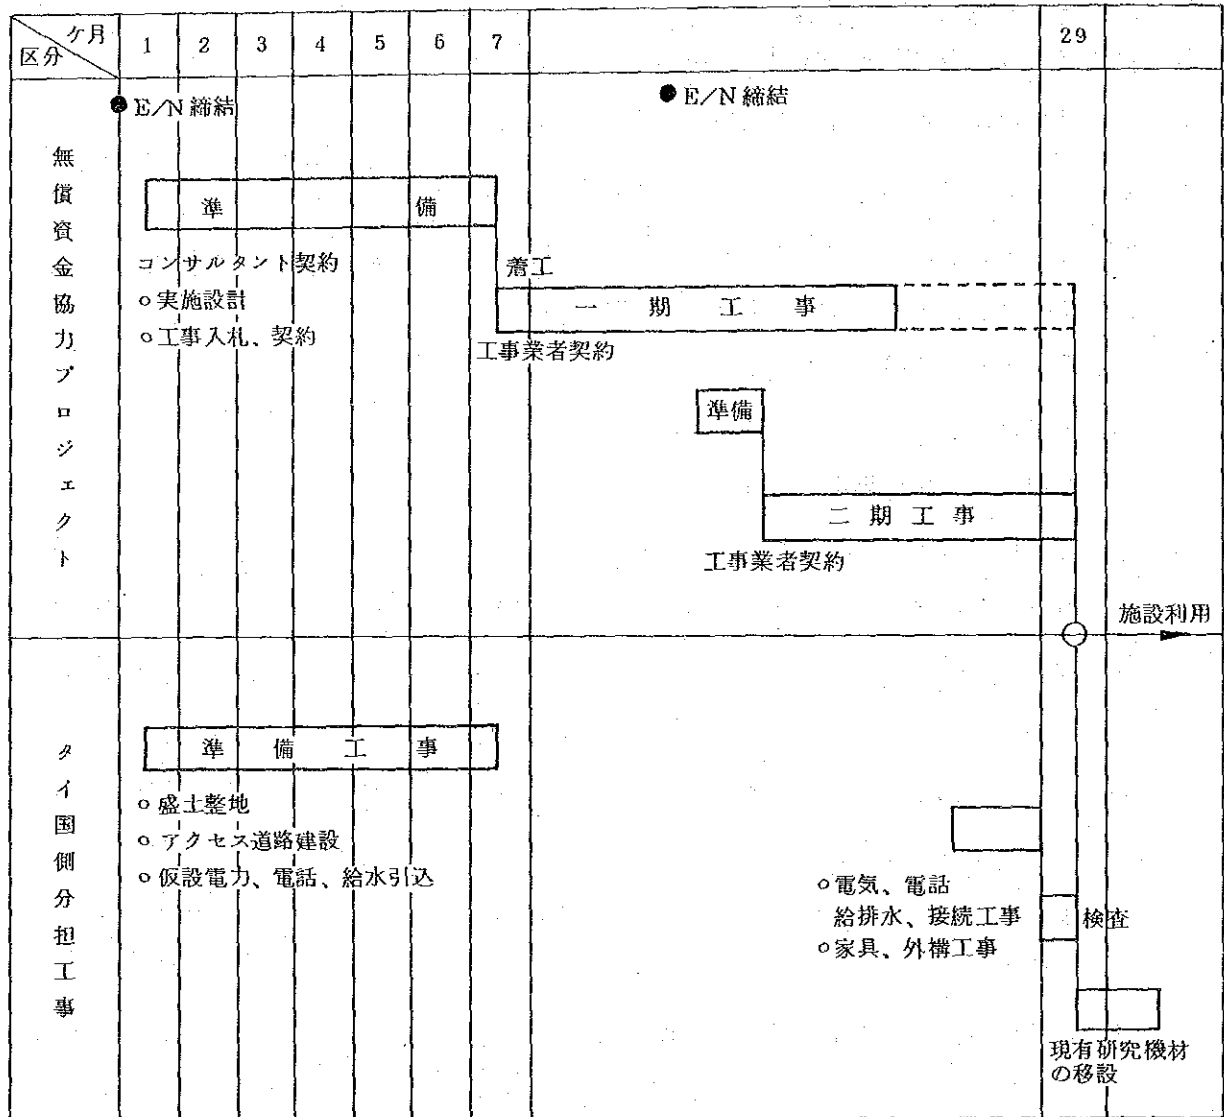 ケ月
区分
1 2 3 4 5 6 7 29
無償資金協力プロジェクト
● E/N 締結
● E/N 締結
準備
コンサルタント契約
○実施設計
○工事入札、契約
着工
一期工事
工事業者契約
準備
二期工事
工事業者契約
施設利用
タイ国側分担工事
準備工事
○盛土整地
○アクセス道路建設
○仮設電力、電話、給水引込
○電気、電話
給排水、接続工事
○家具、外構工事
検査
現有研究機材
の移設